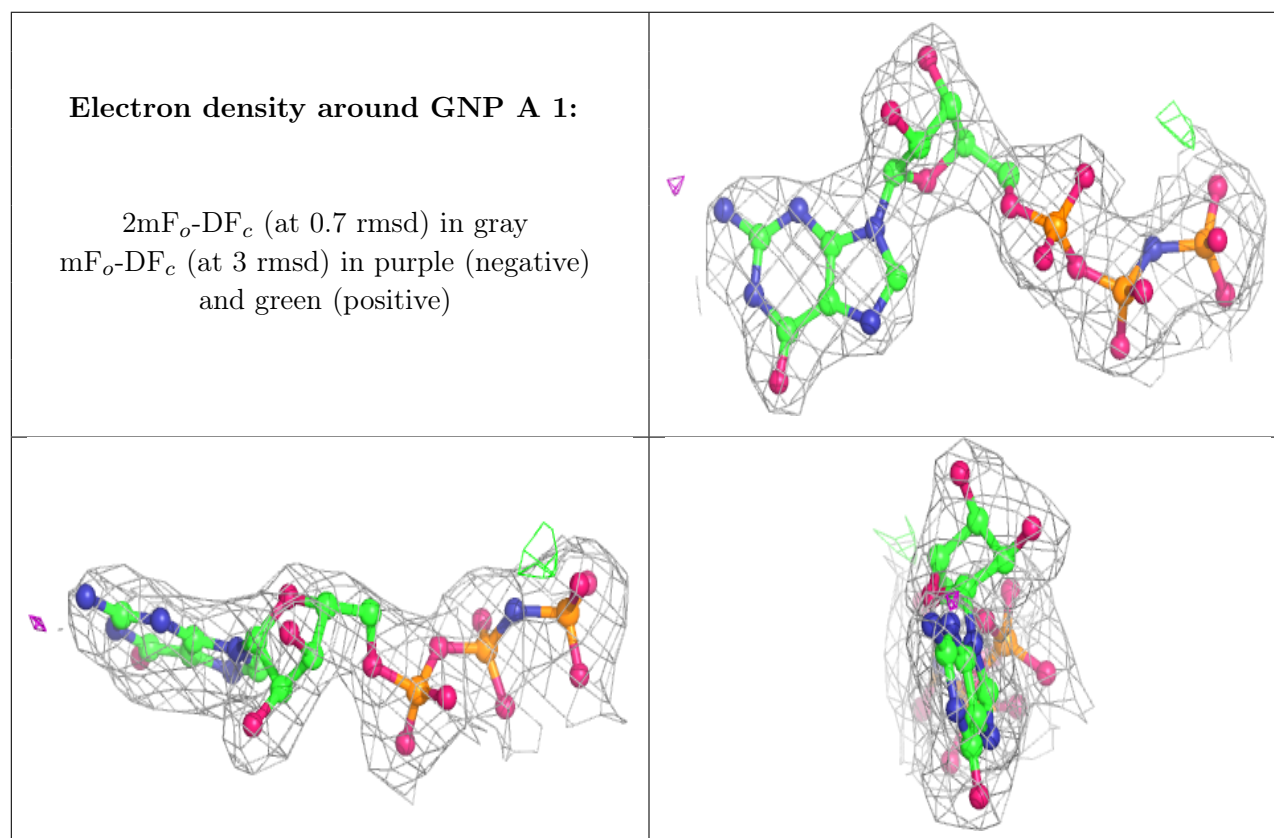 Electron density around GNP A 1:
2mFo-DFc (at 0.7 rmsd) in gray
mFo-DFc (at 3 rmsd) in purple (negative)
and green (positive)